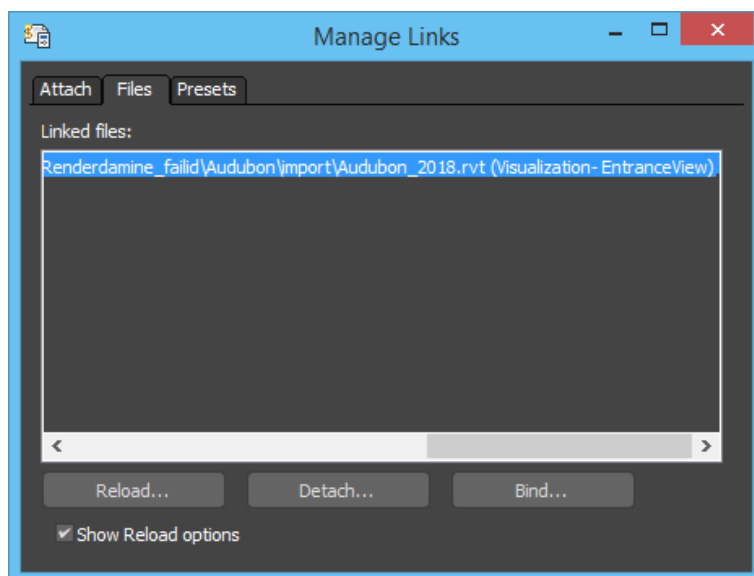 Manage Links
Attach Files Presets
Linked files:
Renderdamine_failid\Audubon\import\Audubon_2018.rvt (Visualization- EntranceView)
Reload... Detach... Bind...
Show Reload options